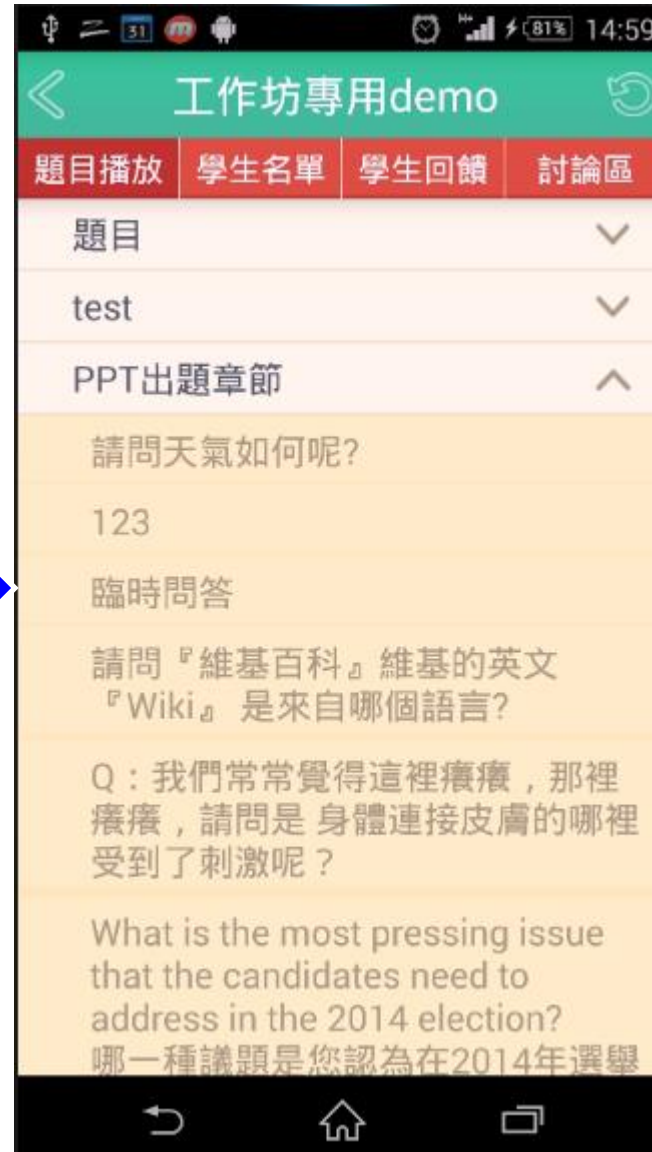 31
81% 14:59
工作坊專用demo
題目播放 學生名單 學生回饋 討論區
題目
test
PPT出題章節
請問天氣如何呢?
123
臨時問答
請問『維基百科』維基的英文
『Wiki』 是來自哪個語言?
Q：我們常常覺得這裡癢癢，那裡
癢癢，請問是 身體連接皮膚的哪裡
受到了刺激呢？
What is the most pressing issue
that the candidates need to
address in the 2014 election?
哪一種議題是您認為在2014年選舉